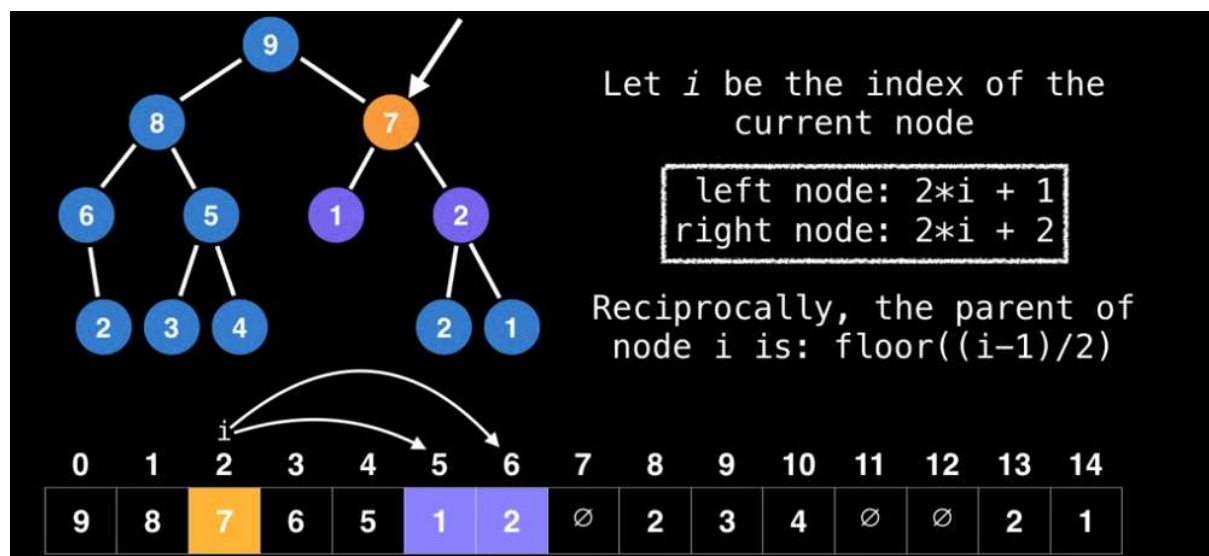 9
8
7
6
5
1
2
2
3
4
2
1
Let i be the index of the
current node
left node: 2*i + 1
right node: 2*i + 2
Reciprocally, the parent of
node i is: floor((i-1)/2)
i
0 1 2 3 4 5 6 7 8 9 10 11 12 13 14
9 8 7 6 5 1 2 ∅ 2 3 4 ∅ ∅ 2 1